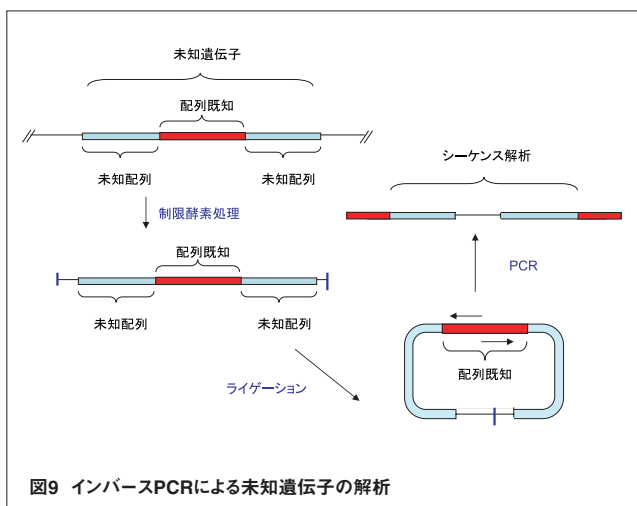 未知遺伝子
配列既知
未知配列
未知配列
制限酵素処理
配列既知
未知配列
未知配列
ライゲーション
配列既知
PCR
シーケンス解析
図9 インバースPCRによる未知遺伝子の解析